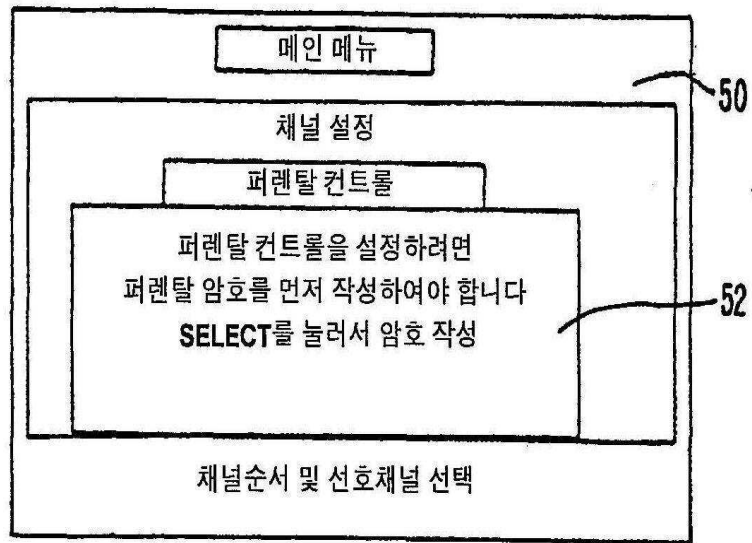 메인 메뉴
50
채널 설정
퍼렌탈 컨트롤
퍼렌탈 컨트롤을 설정하려면
퍼렌탈 암호를 먼저 작성하여야 합니다
52
SELECT를 눌러서 암호 작성
채널순서 및 선호채널 선택